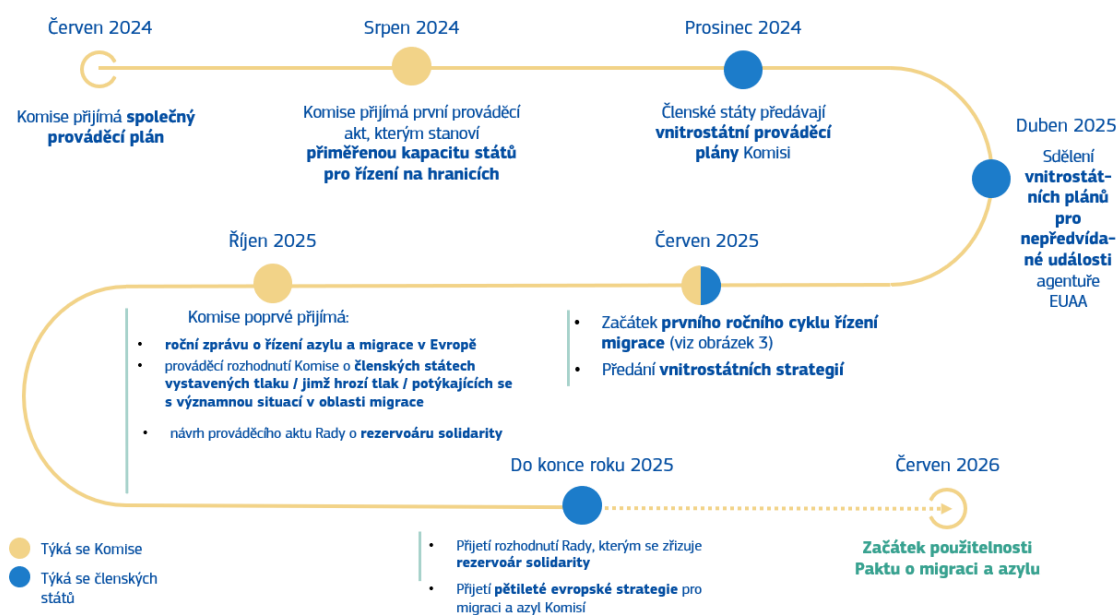 Červen 2024
Komise přijímá společný
prováděcí plán
Srpen 2024
Komise přijímá první prováděcí
akt, kterým stanoví
přiměřenou kapacitu států
pro řízení na hranicích
Prosinec 2024
Členské státy předávají
vnitrostátní prováděcí
plány Komisi
Duben 2025
Sdělení
vnitrostát-
ních plánů
pro
nepředvída-
né události
agentuře
EUAA
Červen 2025
• Začátek prvního ročního cyklu řízení
migrace (viz obrázek 3)
• Předání vnitrostátních strategií
Říjen 2025
Komise poprvé přijímá:
• roční zprávu o řízení azylu a migrace v Evropě
• prováděcí rozhodnutí Komise o členských státech
vystavených tlaku / jimž hrozí tlak / potýkajících se
s významnou situací v oblasti migrace
• návrh prováděcího aktu Rady o rezervoáru solidarity
Do konce roku 2025
• Přijetí rozhodnutí Rady, kterým se zřizuje
rezervoár solidarity
• Přijetí pětileté evropské strategie pro
migraci a azyl Komisí
Červen 2026
Začátek použitelnosti
Paktu o migraci a azylu
Týká se Komise
Týká se členských
států